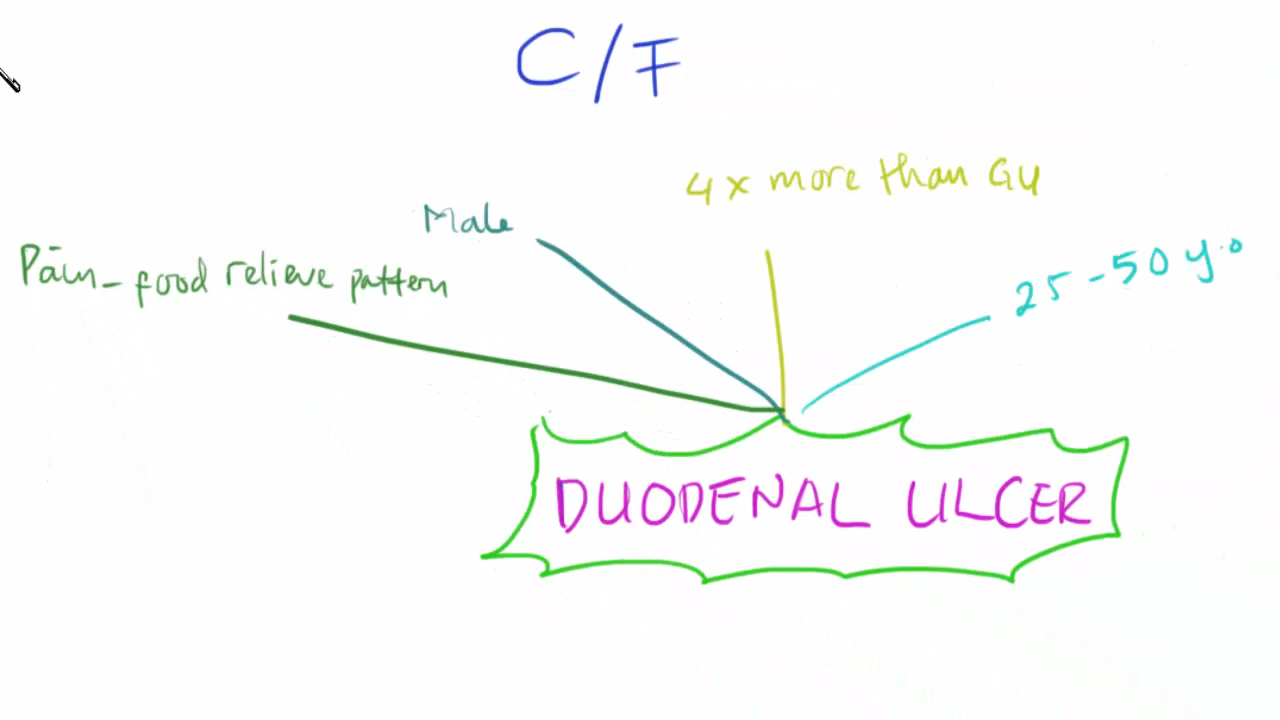 C/F
4x more than GU
Male
25-50 y.o
Pain- food relieve pattern
DUODENAL ULCER